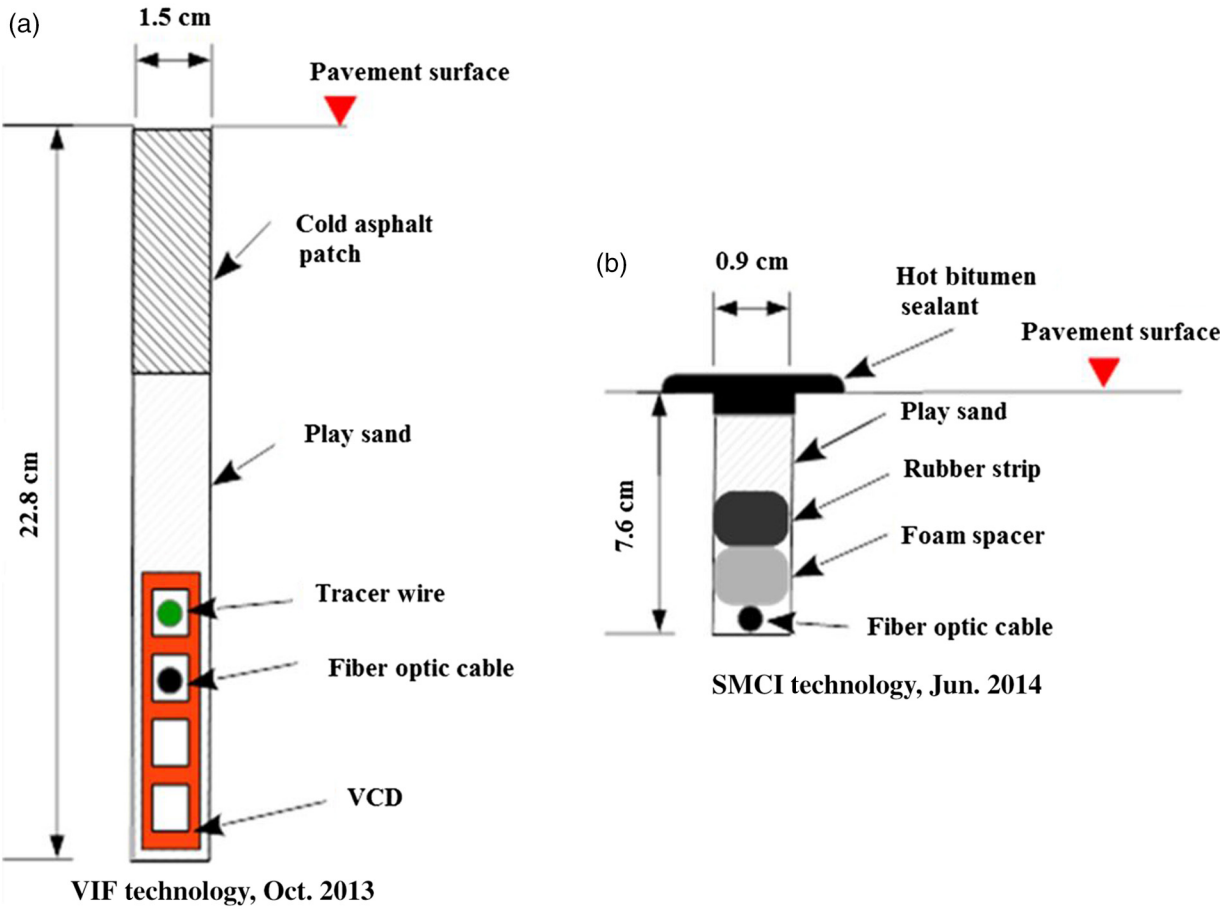 (a)
1.5 cm
Pavement surface
Cold asphalt
patch
Play sand
22.8 cm
Tracer wire
Fiber optic cable
VCD
VIF technology, Oct. 2013
(b)
0.9 cm
Hot bitumen
sealant
Pavement surface
Play sand
Rubber strip
7.6 cm
Foam spacer
Fiber optic cable
SMCI technology, Jun. 2014